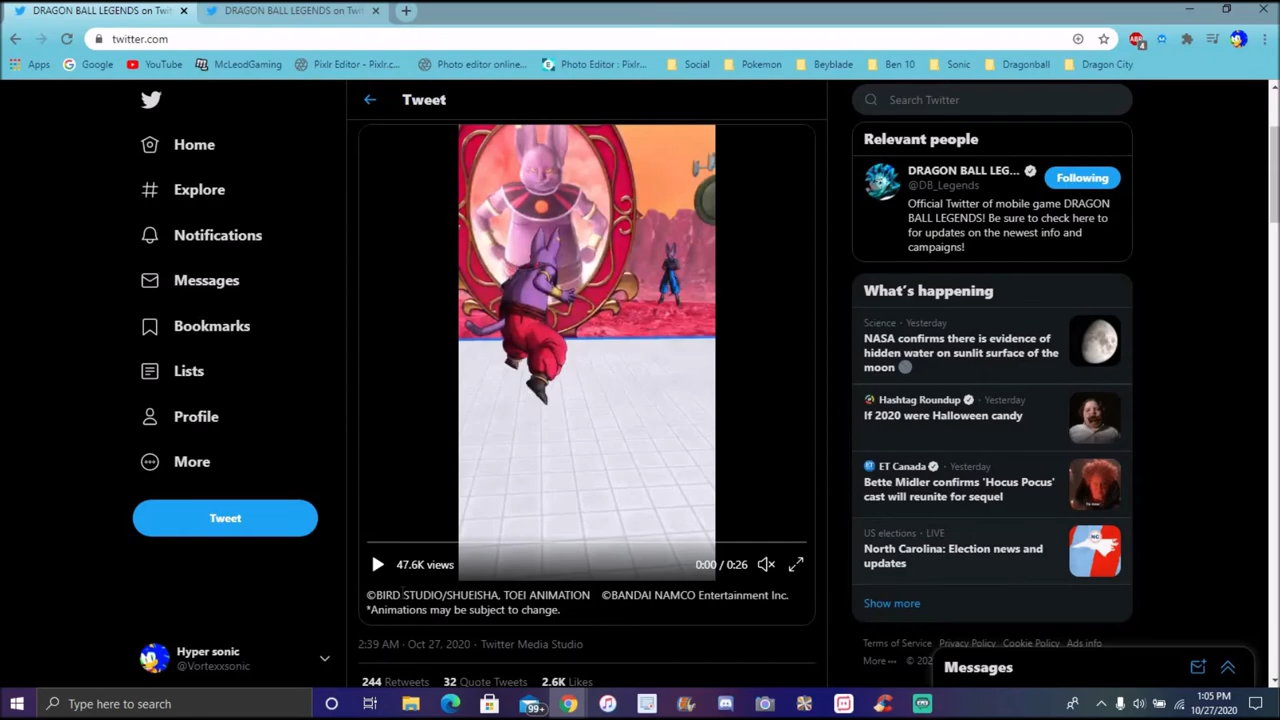 DRAGON BALL LEGENDS on Twi
DRAGON BALL LEGENDS on Twi
twitter.com
Apps
Google
YouTube
McLeodGaming
Pixlr.c... - Pixlr.c...
Photo editor online...
Photo Editor : Pixlr...
Social
Pokemon
Beyblade
Ben 10
Sonic
Dragonball
Dragon City
Home
Explore
Notifications
Messages
Bookmarks
Lists
Profile
More
Tweet
Hyper sonic
@Vortexxsonic
Tweet
47.6K views
0:00 / 0:26
©BIRD STUDIO/SHUEISHA, TOEI ANIMATION ©BANDAI NAMCO Entertainment Inc.
*Animations may be subject to change.
2:39 AM · Oct 27, 2020 · Twitter Media Studio
244 Retweets 32 Quote Tweets 2.6K Likes
Search Twitter
Relevant people
DRAGON BALL LEG...
@DB_Legends
Following
Official Twitter of mobile game DRAGON
BALL LEGENDS! Be sure to check here to
for updates on the newest info and
campaigns!
What's happening
Science · Yesterday
NASA confirms there is evidence of
hidden water on sunlit surface of the
moon
Hashtag Roundup · Yesterday
If 2020 were Halloween candy
ET Canada · Yesterday
Bette Midler confirms 'Hocus Pocus'
cast will reunite for sequel
US elections · LIVE
North Carolina: Election news and
updates
Show more
Terms of Service Privacy Policy Cookie Policy Ads info
More ··· © 202
Messages
Type here to search
99+
1:05 PM
10/27/2020